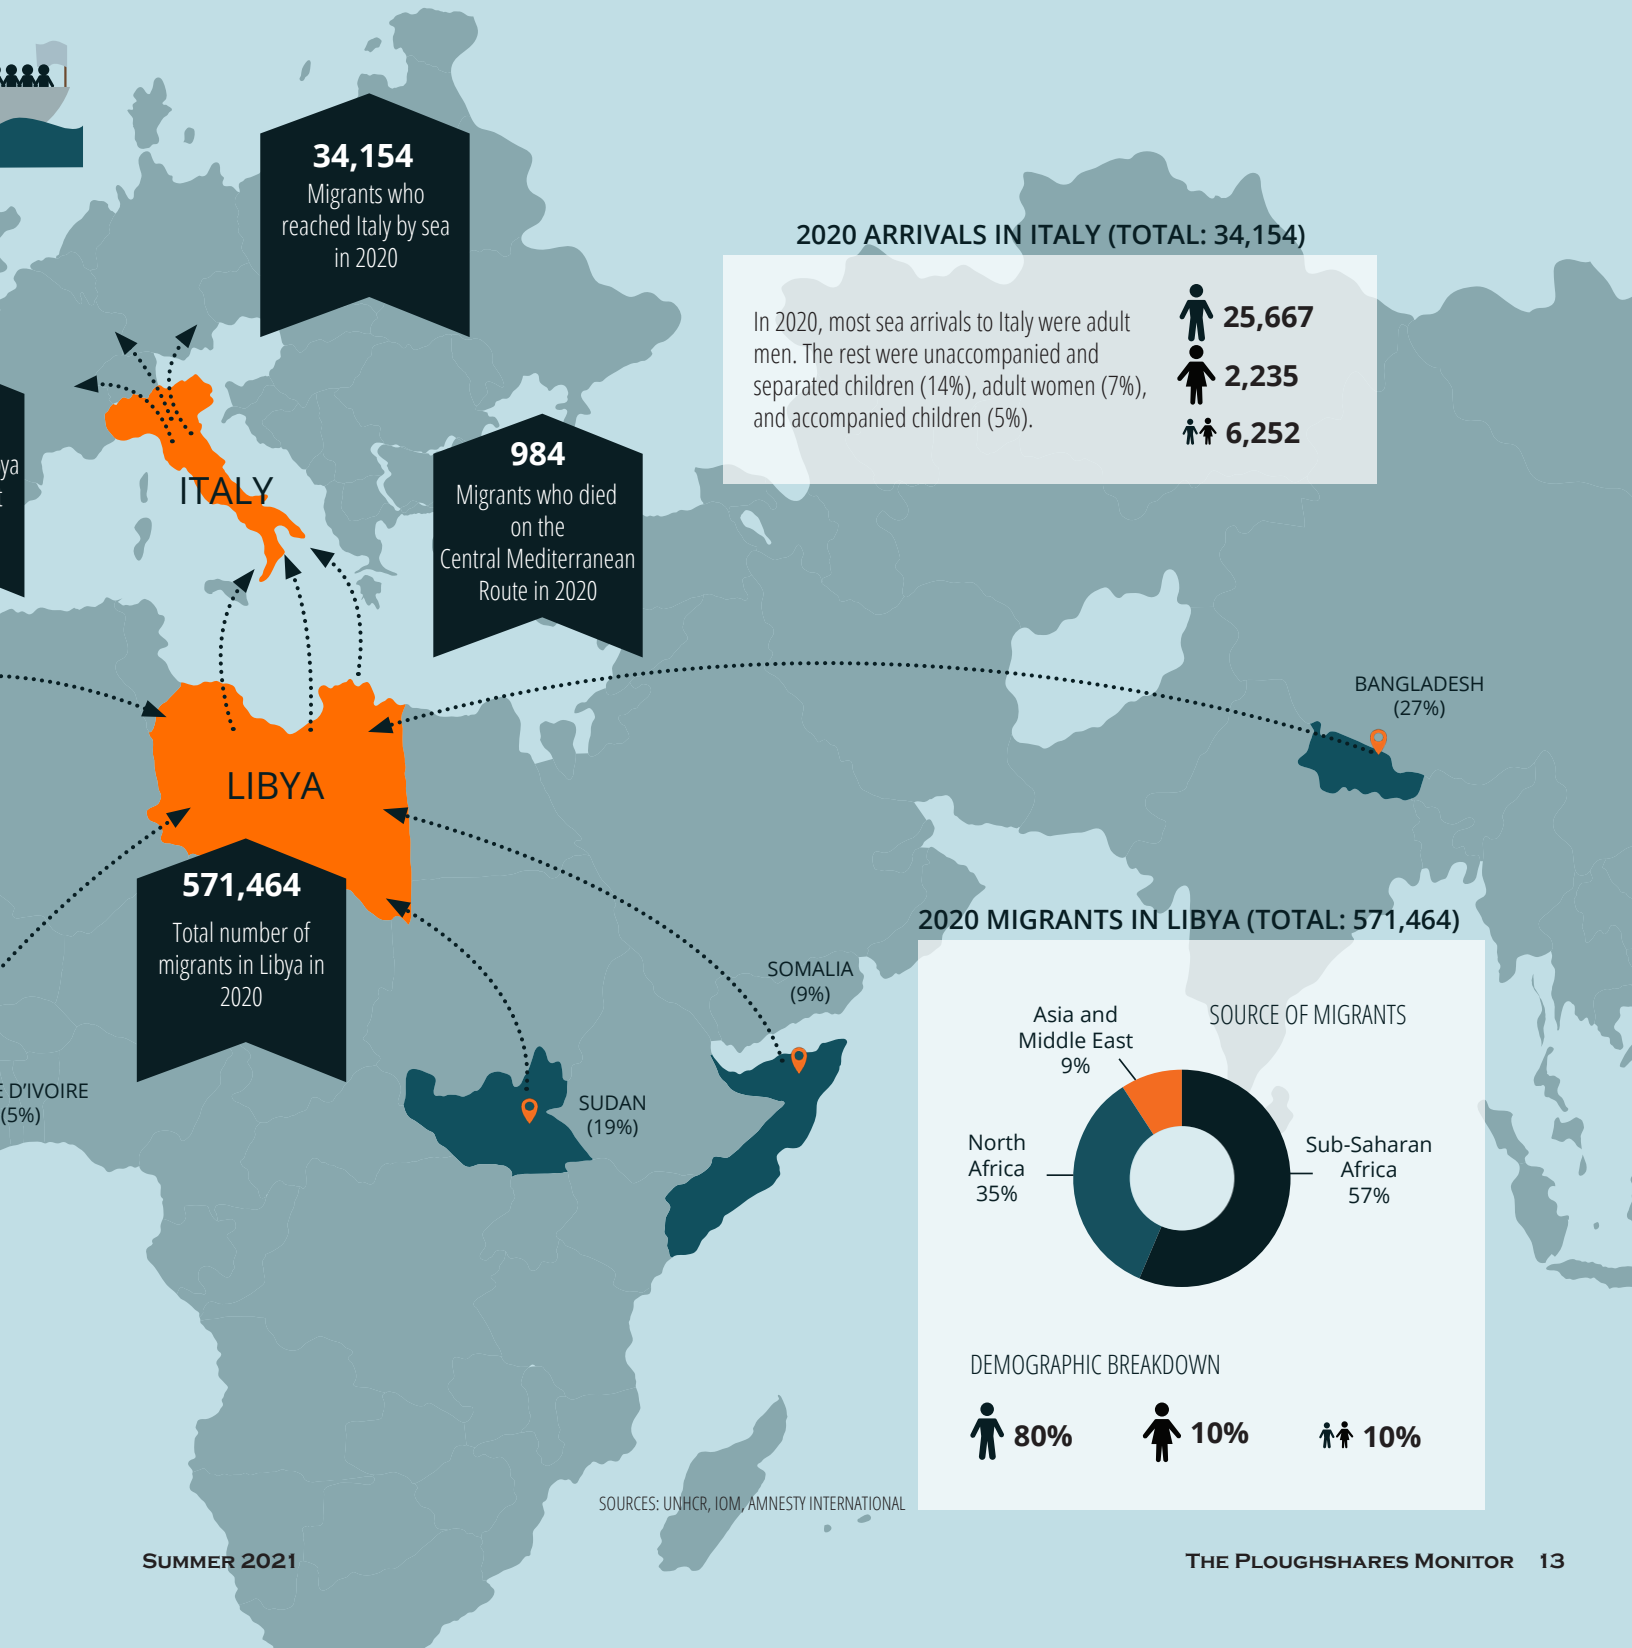 34,154
Migrants who
reached Italy by sea
in 2020
2020 ARRIVALS IN ITALY (TOTAL: 34,154)
In 2020, most sea arrivals to Italy were adult
men. The rest were unaccompanied and
separated children (14%), adult women (7%),
and accompanied children (5%).
25,667
2,235
6,252
ya
ITALY
984
Migrants who died
on the
Central Mediterranean
Route in 2020
BANGLADESH
(27%)
LIBYA
571,464
Total number of
migrants in Libya in
2020
SOMALIA
(9%)
SUDAN
(19%)
E D'IVOIRE
(5%)
2020 MIGRANTS IN LIBYA (TOTAL: 571,464)
SOURCE OF MIGRANTS
Asia and
Middle East
9%
North
Africa
35%
Sub-Saharan
Africa
57%
DEMOGRAPHIC BREAKDOWN
80%
10%
10%
SOURCES: UNHCR, IOM, AMNESTY INTERNATIONAL
SUMMER 2021
THE PLOUGHSHARES MONITOR 13